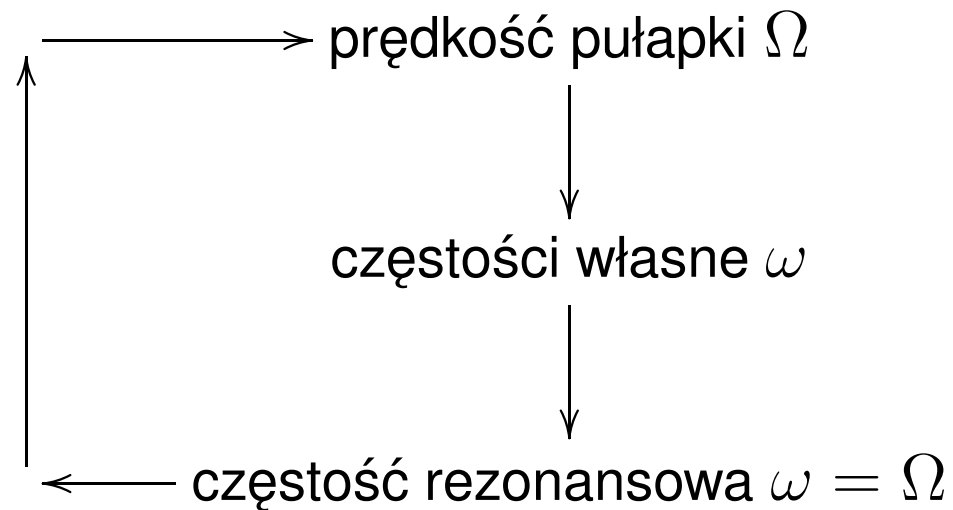 prędkość pułapki Ω
częstości własne ω
częstość rezonansowa ω = Ω